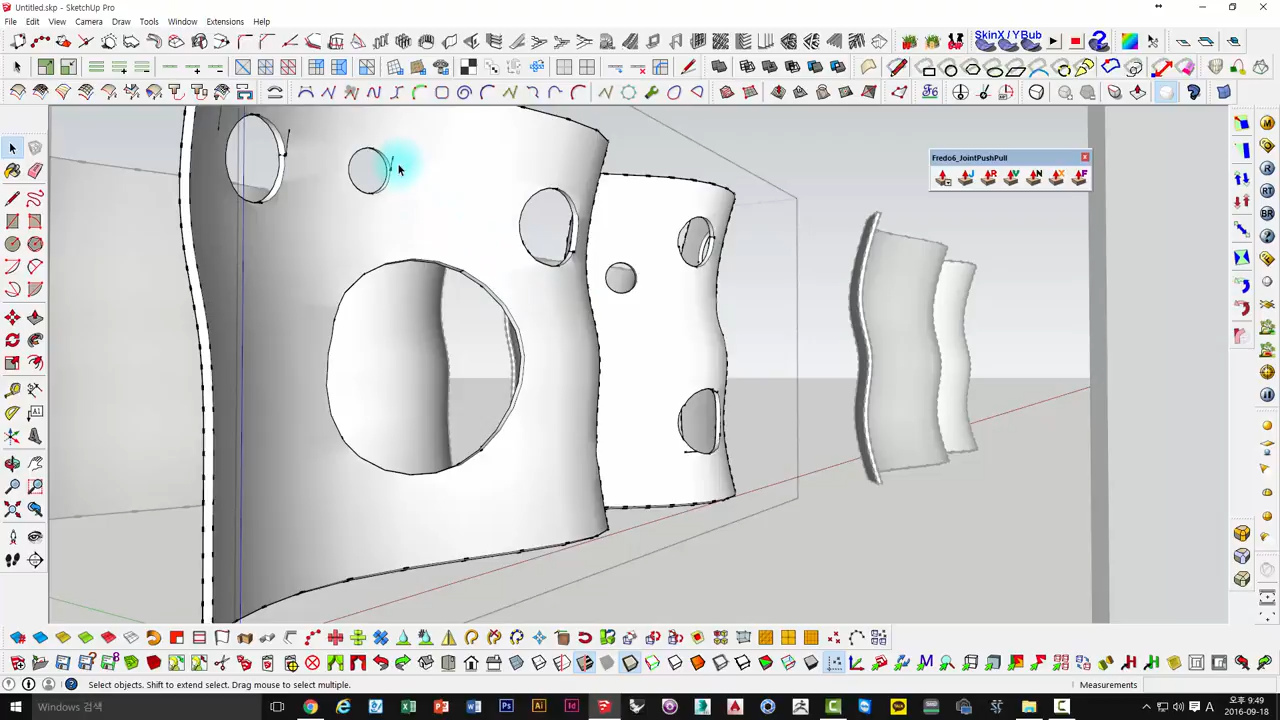 Untitled.skp - SketchUp Pro
File Edit View Camera Draw Tools Window Extensions Help
SkinX / YBub
Fredo6_JointPushPull
Select objects. Shift to extend select. Drag mouse to select multiple.
Measurements
Windows 검색
오후 9:49
2016-09-18